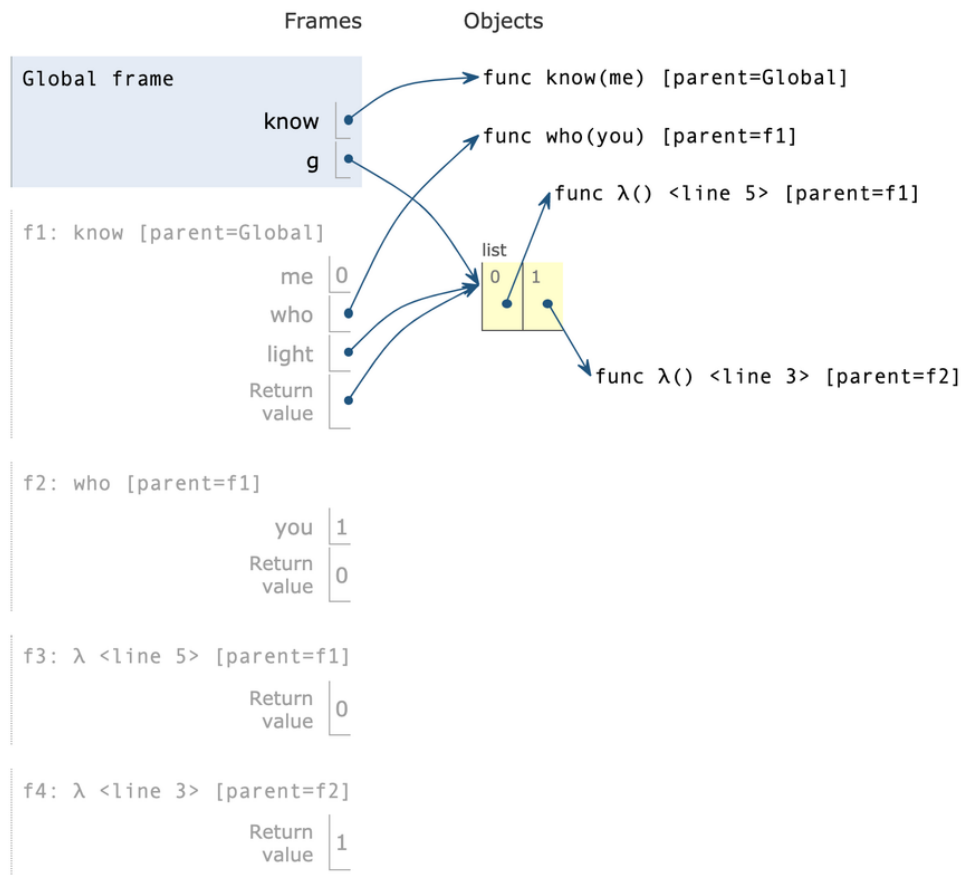 Frames Objects
Global frame
know
g
func know(me) [parent=Global]
func who(you) [parent=f1]
func λ() <line 5> [parent=f1]
list
0 1
func λ() <line 3> [parent=f2]
f1: know [parent=Global]
me 0
who
light
Return
value
f2: who [parent=f1]
you 1
Return
value 0
f3: λ <line 5> [parent=f1]
Return
value 0
f4: λ <line 3> [parent=f2]
Return
value 1